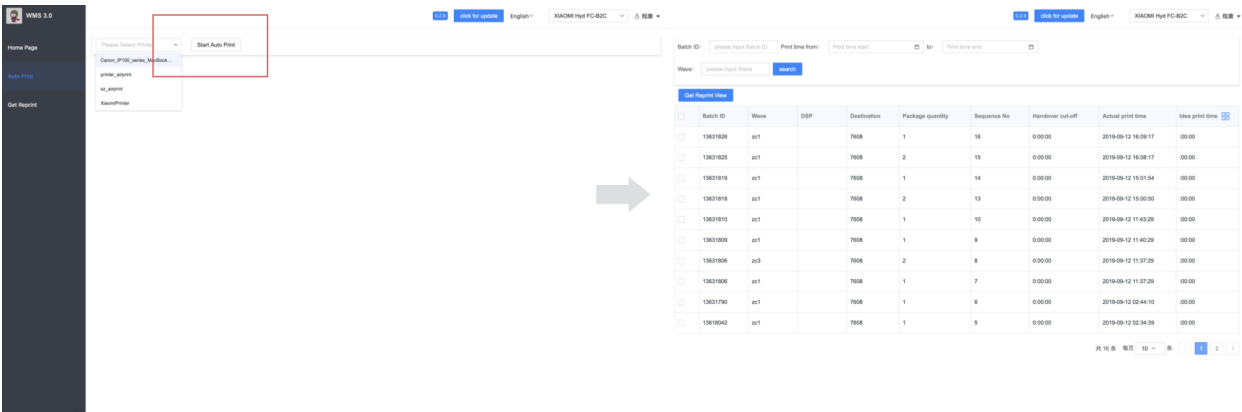 WMS 3.0
0.2.9 click for update English XIAOMI Hyd FC-B2C 程康
Home Page
Auto Print
Get Reprint
Please Select Printer
Start Auto Print
Canon_iP100_series_MacBook...
printer_airprint
sz_airprint
XiaomiPrinter
0.2.9 click for update English XIAOMI Hyd FC-B2C 程康
Batch ID: please input Batch ID Print time from: Print time start to: Print time end
Wave: please input Wave search
Get Reprint View
Batch ID Wave DSP Destination Package quantity Sequence No Handover cut-off Actual print time Idea print time
13631826 zc1 7608 1 16 0:00:00 2019-09-12 16:09:17 :00:00
13631825 zc1 7608 2 15 0:00:00 2019-09-12 16:08:17 :00:00
13631819 zc1 7608 1 14 0:00:00 2019-09-12 15:01:54 :00:00
13631818 zc1 7608 2 13 0:00:00 2019-09-12 15:00:50 :00:00
13631810 zc1 7608 1 10 0:00:00 2019-09-12 11:43:29 :00:00
13631809 zc1 7608 1 9 0:00:00 2019-09-12 11:40:29 :00:00
13631806 zc3 7608 2 8 0:00:00 2019-09-12 11:37:29 :00:00
13631806 zc1 7608 1 7 0:00:00 2019-09-12 11:37:29 :00:00
13631790 zc1 7608 1 6 0:00:00 2019-09-12 02:44:10 :00:00
13618042 zc1 7608 1 5 0:00:00 2019-09-12 02:34:39 :00:00
共 16 条 每页 10 条 1 2